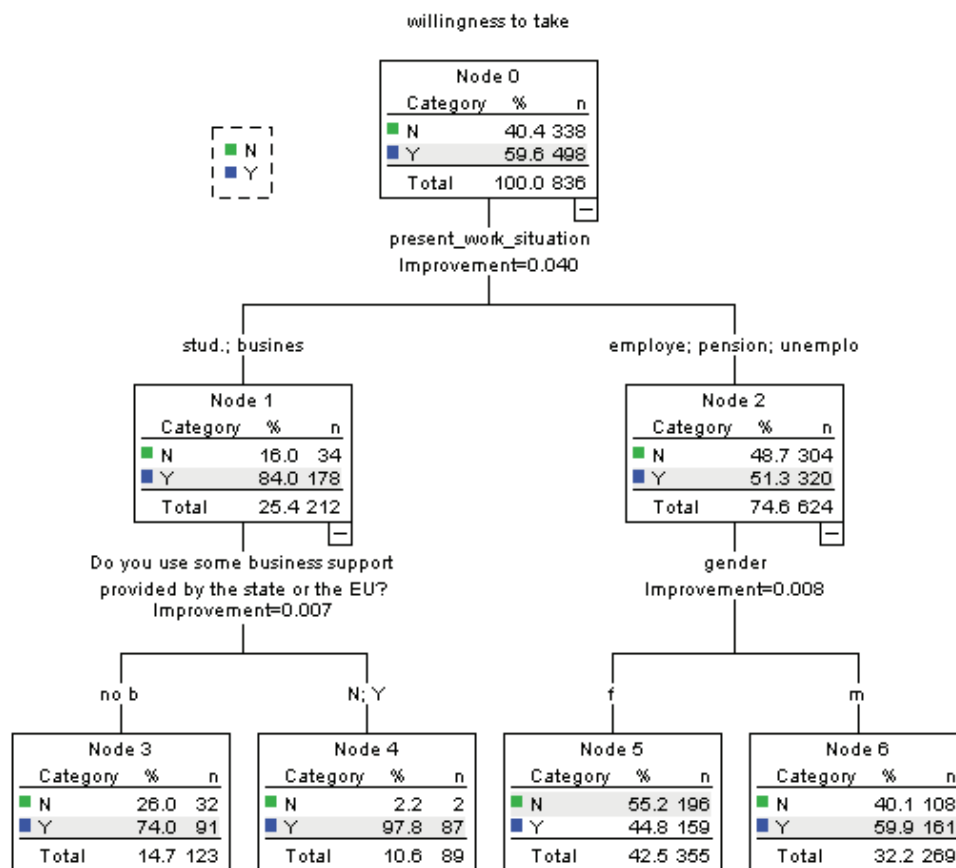 willingness to take
Node 0
Category % n
N 40.4 338
Y 59.6 498
Total 100.0 836
N
Y
present_work_situation
Improvement=0.040
stud.; busines
employe; pension; unemplo
Node 1
Category % n
N 16.0 34
Y 84.0 178
Total 25.4 212
Node 2
Category % n
N 48.7 304
Y 51.3 320
Total 74.6 624
Do you use some business support
provided by the state or the EU?
Improvement=0.007
gender
Improvement=0.008
no b
N; Y
f
m
Node 3
Category % n
N 26.0 32
Y 74.0 91
Total 14.7 123
Node 4
Category % n
N 2.2 2
Y 97.8 87
Total 10.6 89
Node 5
Category % n
N 55.2 196
Y 44.8 159
Total 42.5 355
Node 6
Category % n
N 40.1 108
Y 59.9 161
Total 32.2 269